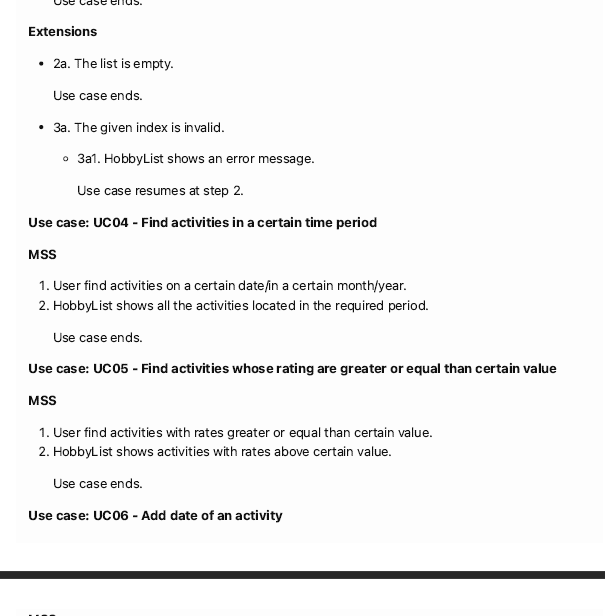 Use case ends.
Extensions
• 2a. The list is empty.
Use case ends.
• 3a. The given index is invalid.
◦ 3a1. HobbyList shows an error message.
Use case resumes at step 2.
Use case: UC04 - Find activities in a certain time period
MSS
1. User find activities on a certain date/in a certain month/year.
2. HobbyList shows all the activities located in the required period.
Use case ends.
Use case: UC05 - Find activities whose rating are greater or equal than certain value
MSS
1. User find activities with rates greater or equal than certain value.
2. HobbyList shows activities with rates above certain value.
Use case ends.
Use case: UC06 - Add date of an activity
MSS